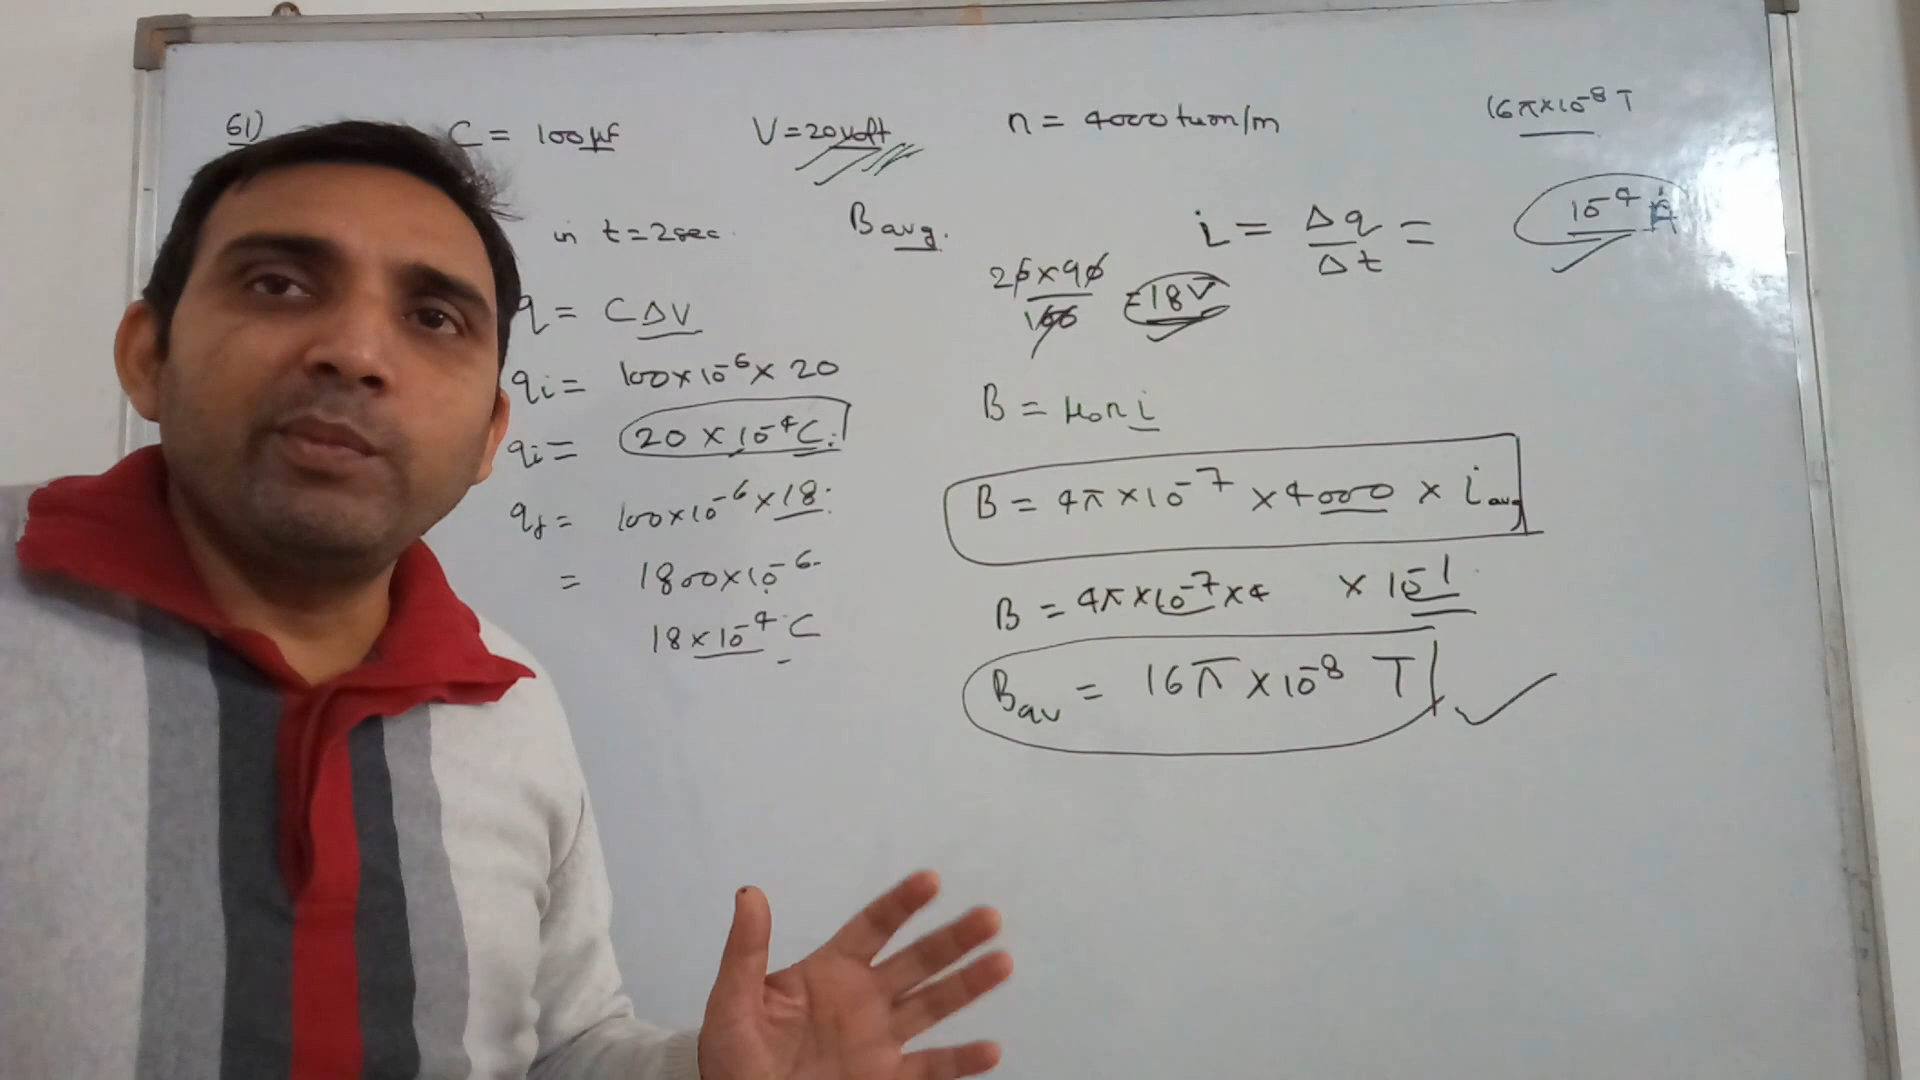 61) C = 100μf V = 20volt n = 4000 turn/m 16π×10⁻⁸ T
in t = 2sec. B avg. i = Δq/Δt = 10⁻⁴ A
20×90/100 = 18V
q = CΔV
qi = 100×10⁻⁶× 20
B = μ₀ n i
qi = 20 × 10⁻⁴ C.
B = 4π×10⁻⁷ ×4000 × i avg
qf = 100×10⁻⁶×18.
= 1800×10⁻⁶
B = 4π×10⁻⁷×4 × 10⁻¹
18×10⁻⁴ C
Bav = 16π×10⁻⁸ T